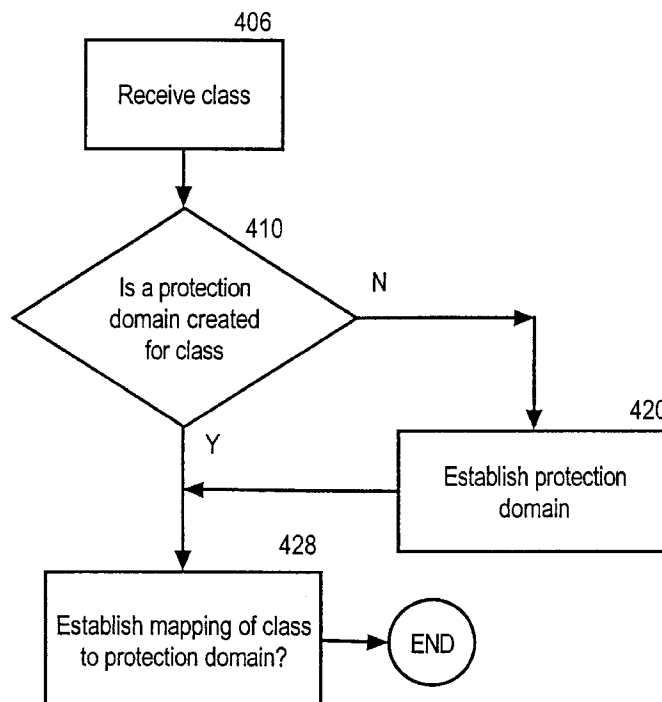 406
Receive class
410
Is a protection
domain created
for class
N
Y
420
Establish protection
domain
428
Establish mapping of class
to protection domain?
END